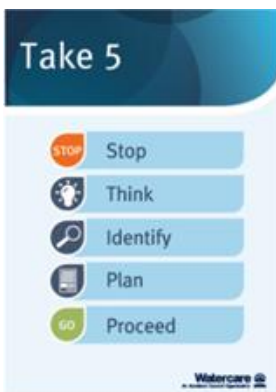 Take 5
STOP Stop
Think
Identify
Plan
GO Proceed
Watercare